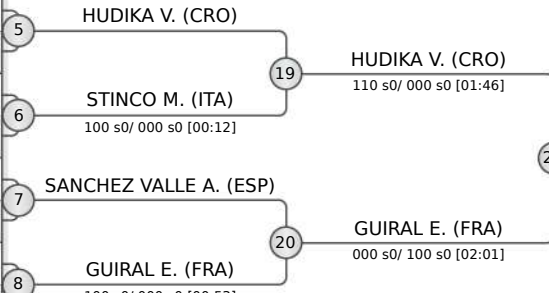 HUDIKA V. (CRO)
5
19
HUDIKA V. (CRO)
110 s0/ 000 s0 [01:46]
STINCO M. (ITA)
6
100 s0/ 000 s0 [00:12]
SANCHEZ VALLE A. (ESP)
7
20
GUIRAL E. (FRA)
000 s0/ 100 s0 [02:01]
GUIRAL E. (FRA)
8